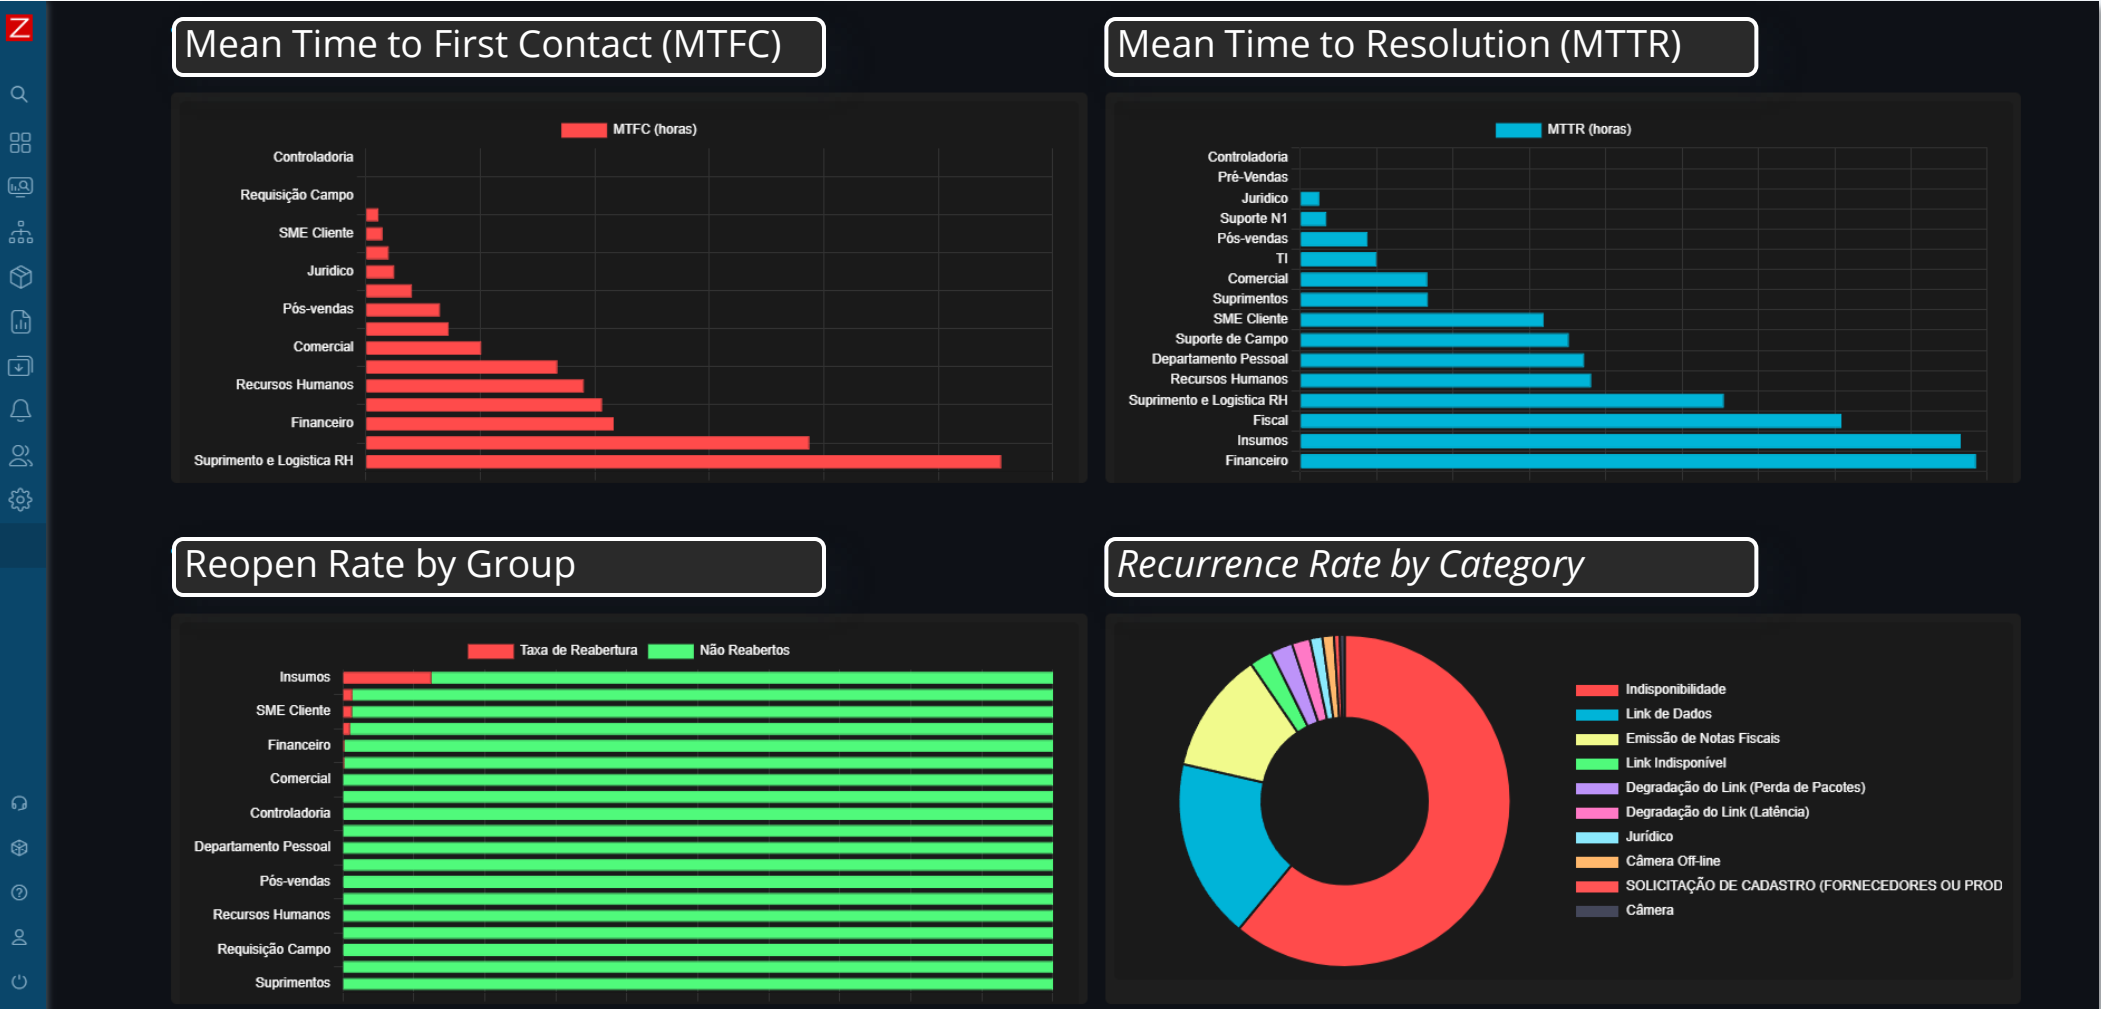 Z
Mean Time to First Contact (MTFC)
MTFC (horas)
Controladoria
Requisição Campo
SME Cliente
Juridico
Pós-vendas
Comercial
Recursos Humanos
Financeiro
Suprimento e Logistica RH
Mean Time to Resolution (MTTR)
MTTR (horas)
Controladoria
Pré-Vendas
Juridico
Suporte N1
Pós-vendas
TI
Comercial
Suprimentos
SME Cliente
Suporte de Campo
Departamento Pessoal
Recursos Humanos
Suprimento e Logistica RH
Fiscal
Insumos
Financeiro
Reopen Rate by Group
Taxa de Reabertura Não Reabertos
Insumos
SME Cliente
Financeiro
Comercial
Controladoria
Departamento Pessoal
Pós-vendas
Recursos Humanos
Requisição Campo
Suprimentos
Recurrence Rate by Category
Indisponibilidade
Link de Dados
Emissão de Notas Fiscais
Link Indisponível
Degradação do Link (Perda de Pacotes)
Degradação do Link (Latência)
Jurídico
Câmera Off-line
SOLICITAÇÃO DE CADASTRO (FORNECEDORES OU PROD
Câmera